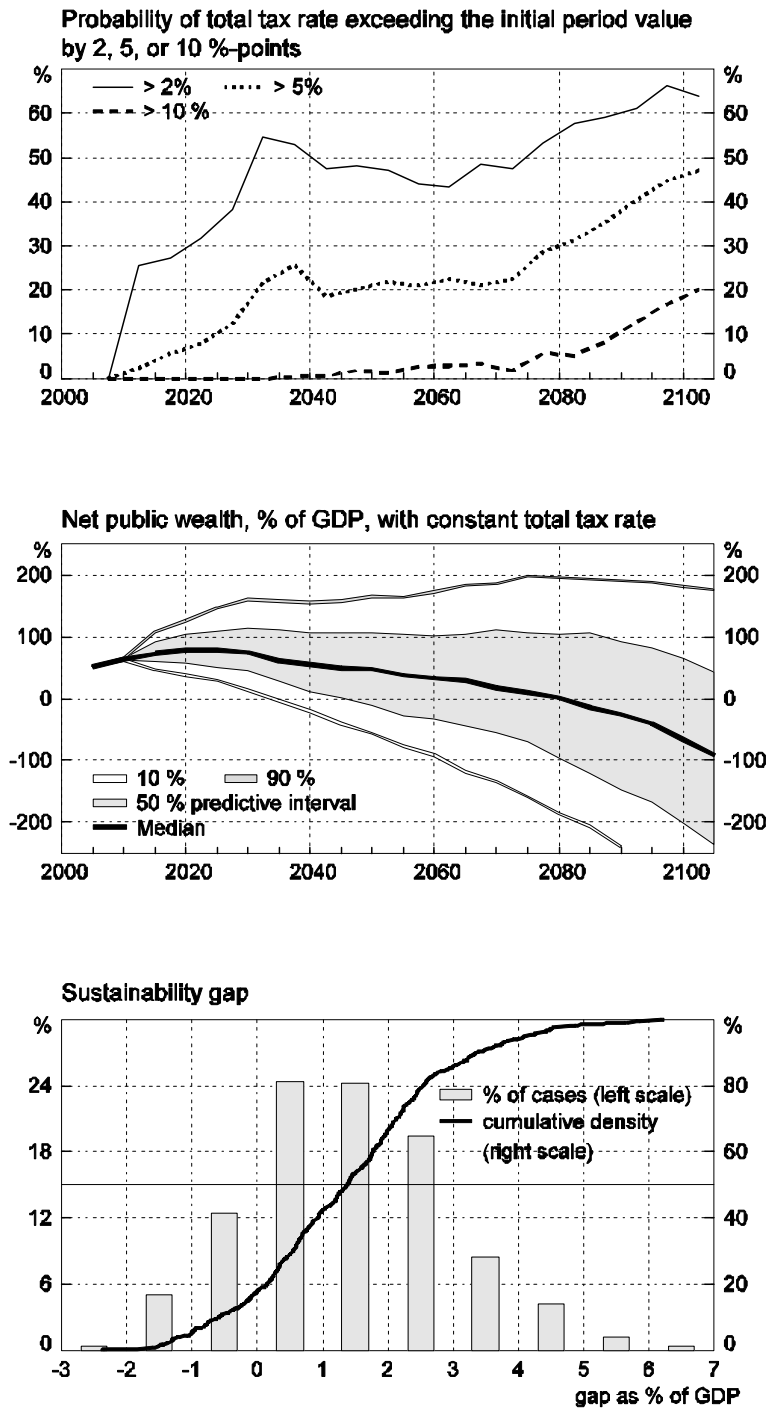 Probability of total tax rate exceeding the initial period value
by 2, 5, or 10 %-points
% %
> 2% > 5%
> 10 %
60 60
50 50
40 40
30 30
20 20
10 10
0 0
2000 2020 2040 2060 2080 2100
Net public wealth, % of GDP, with constant total tax rate
% %
200 200
100 100
0 0
-100 -100
10 % 90 %
50 % predictive interval
-200 -200
Median
2000 2020 2040 2060 2080 2100
Sustainability gap
% %
24 80
% of cases (left scale)
cumulative density
(right scale)
18 60
12 40
6 20
0 0
-3 -2 -1 0 1 2 3 4 5 6 7
gap as % of GDP